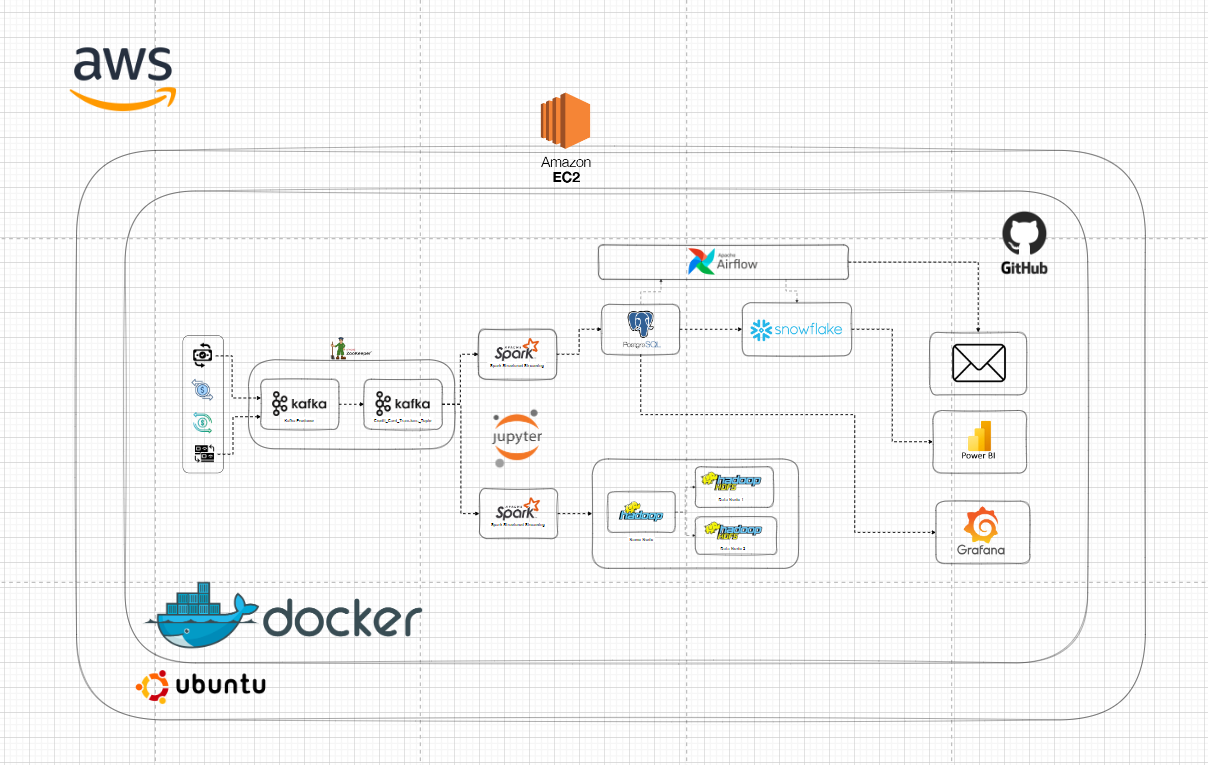 aws
Amazon
EC2
GitHub
APACHE
Airflow
PostgreSQL
snowflake
zookeeper
APACHE
Spark
Spark Structured Streaming
kafka
Kafka Producer
kafka
jupyter
Power BI
APACHE
Spark
Spark Structured Streaming
hadoop
Name Node
hadoop
HDFS
Data Node 1
hadoop
HDFS
Data Node 2
Grafana
docker
ubuntu